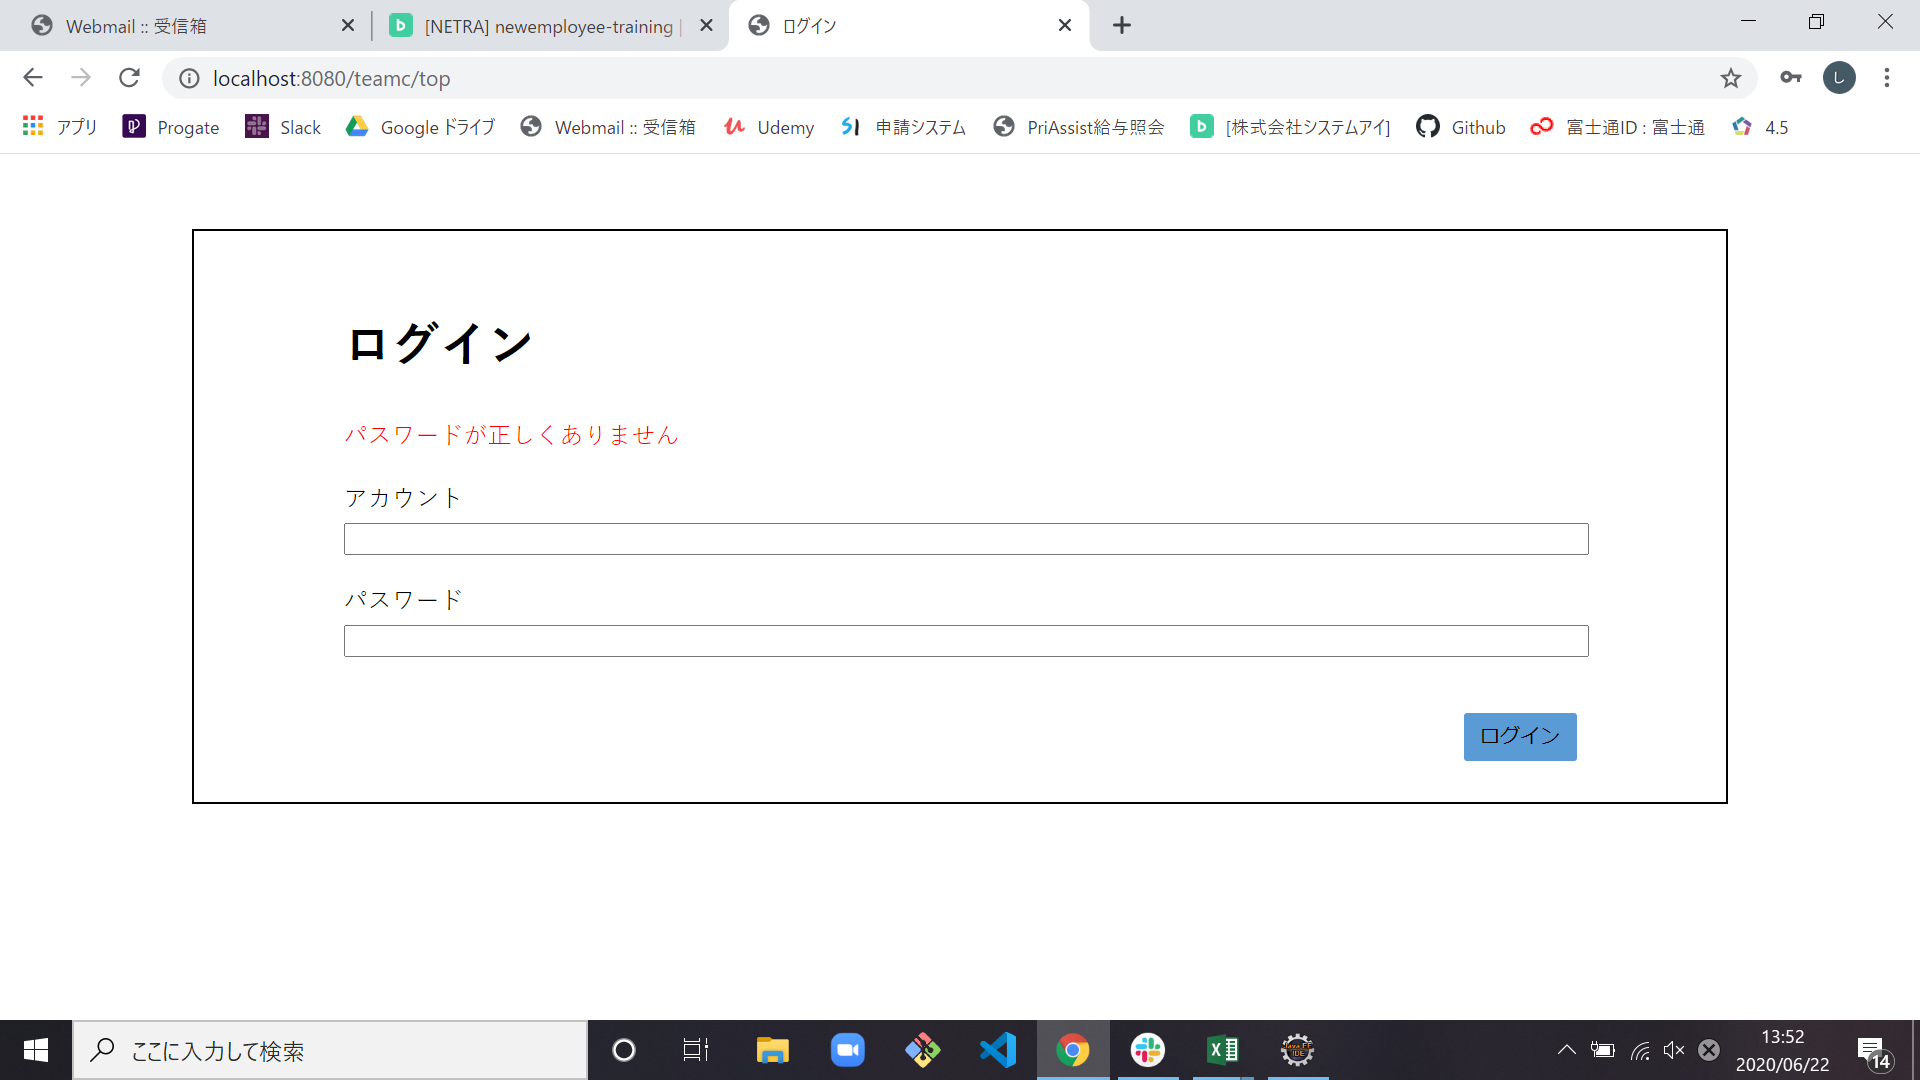 Webmail :: 受信箱
[NETRA] newemployee-training |
ログイン
localhost:8080/teamc/top
し
アプリ
Progate
Slack
Google ドライブ
Webmail :: 受信箱
Udemy
申請システム
PriAssist給与照会
[株式会社システムアイ]
Github
富士通ID : 富士通
4.5
ログイン
パスワードが正しくありません
アカウント
パスワード
ログイン
ここに入力して検索
Java EE
IDE
13:52
2020/06/22
14